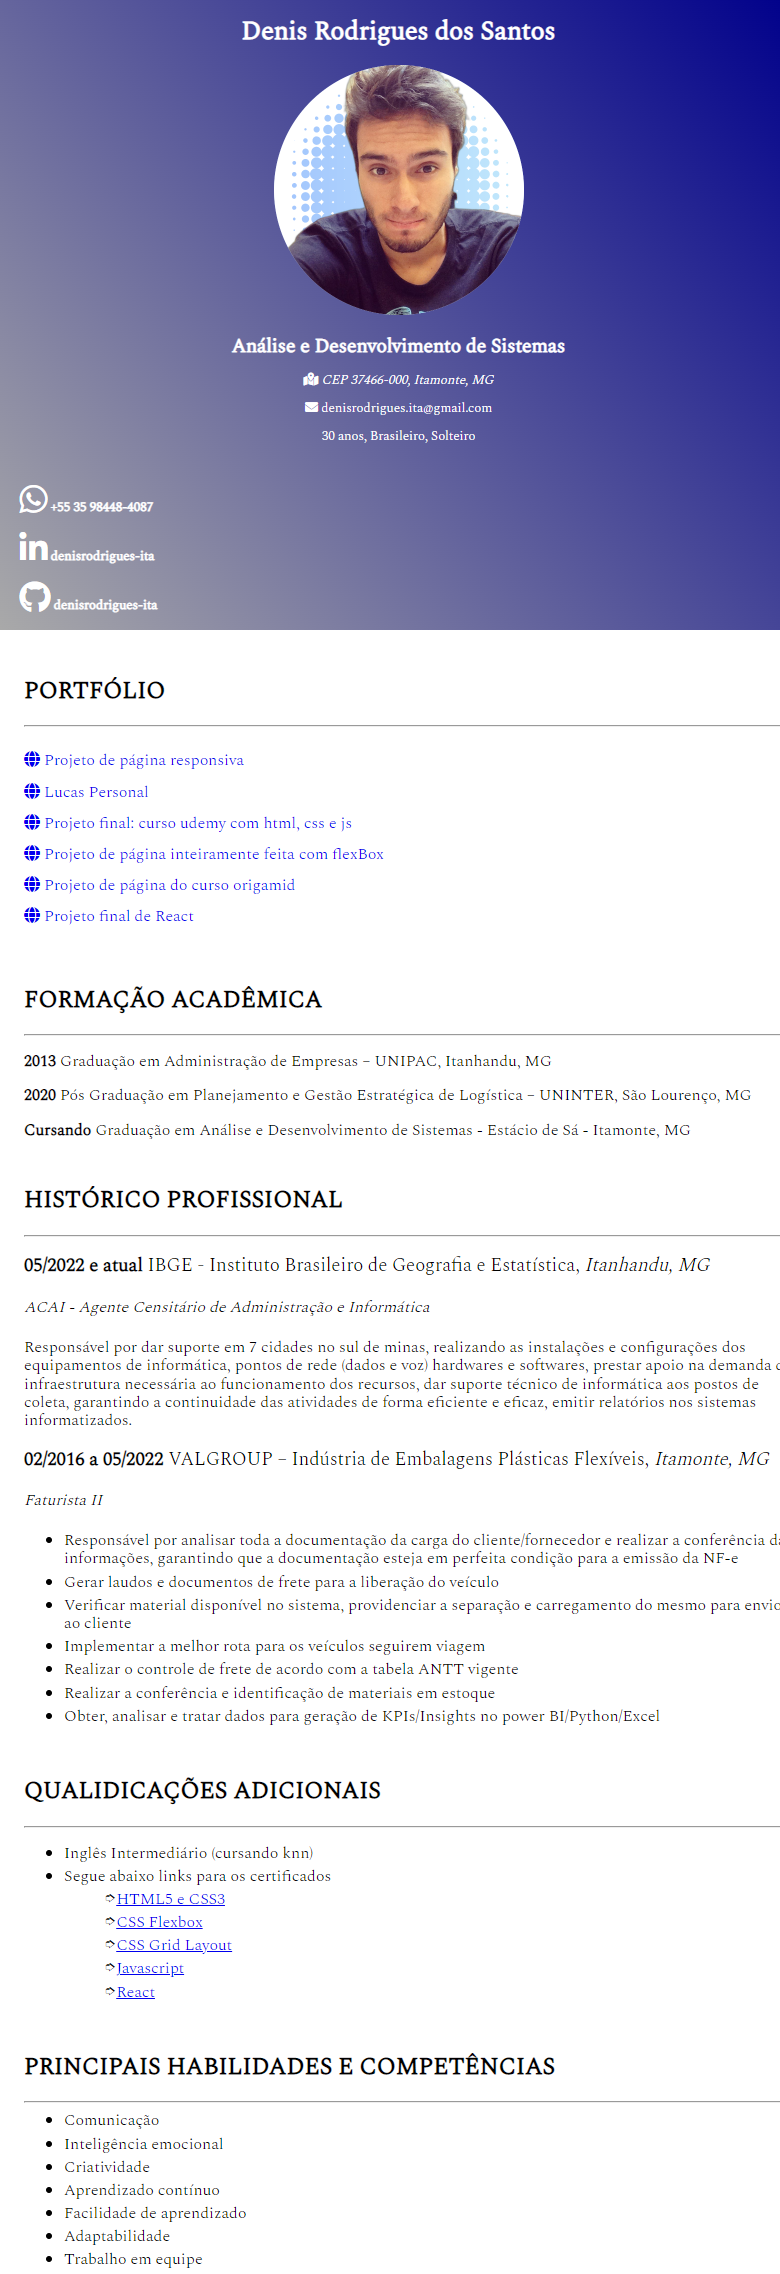 Denis Rodrigues dos Santos
Análise e Desenvolvimento de Sistemas
CEP 37466-000, Itamonte, MG
denisrodrigues.ita@gmail.com
30 anos, Brasileiro, Solteiro
+55 35 98448-4087
denisrodrigues-ita
denisrodrigues-ita
PORTFÓLIO
Projeto de página responsiva
Lucas Personal
Projeto final: curso udemy com html, css e js
Projeto de página inteiramente feita com flexBox
Projeto de página do curso origamid
Projeto final de React
FORMAÇÃO ACADÊMICA
2013 Graduação em Administração de Empresas – UNIPAC, Itanhandu, MG
2020 Pós Graduação em Planejamento e Gestão Estratégica de Logística – UNINTER, São Lourenço, MG
Cursando Graduação em Análise e Desenvolvimento de Sistemas - Estácio de Sá - Itamonte, MG
HISTÓRICO PROFISSIONAL
05/2022 e atual IBGE - Instituto Brasileiro de Geografia e Estatística, Itanhandu, MG
ACAI - Agente Censitário de Administração e Informática
Responsável por dar suporte em 7 cidades no sul de minas, realizando as instalações e configurações dos
equipamentos de informática, pontos de rede (dados e voz) hardwares e softwares, prestar apoio na demanda
infraestrutura necessária ao funcionamento dos recursos, dar suporte técnico de informática aos postos de
coleta, garantindo a continuidade das atividades de forma eficiente e eficaz, emitir relatórios nos sistemas
informatizados.
02/2016 a 05/2022 VALGROUP – Indústria de Embalagens Plásticas Flexíveis, Itamonte, MG
Faturista II
• Responsável por analisar toda a documentação da carga do cliente/fornecedor e realizar a conferência
informações, garantindo que a documentação esteja em perfeita condição para a emissão da NF-e
• Gerar laudos e documentos de frete para a liberação do veículo
• Verificar material disponível no sistema, providenciar a separação e carregamento do mesmo para envio
ao cliente
• Implementar a melhor rota para os veículos seguirem viagem
• Realizar o controle de frete de acordo com a tabela ANTT vigente
• Realizar a conferência e identificação de materiais em estoque
• Obter, analisar e tratar dados para geração de KPIs/Insights no power BI/Python/Excel
QUALIDICAÇÕES ADICIONAIS
• Inglês Intermediário (cursando knn)
• Segue abaixo links para os certificados
➮HTML5 e CSS3
➮CSS Flexbox
➮CSS Grid Layout
➮Javascript
➮React
PRINCIPAIS HABILIDADES E COMPETÊNCIAS
• Comunicação
• Inteligência emocional
• Criatividade
• Aprendizado contínuo
• Facilidade de aprendizado
• Adaptabilidade
• Trabalho em equipe